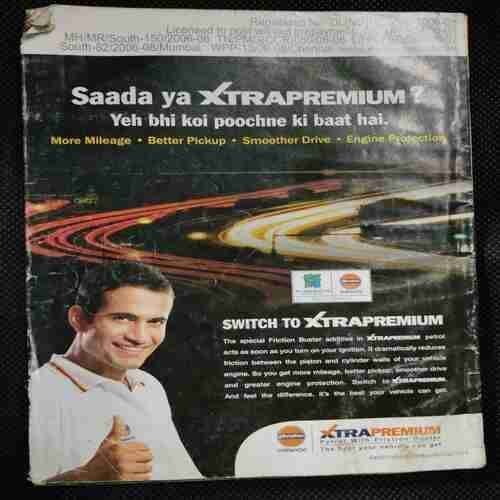 Registered No.
Licensed to post
MH/MR/South-150/2006-08
South-82/2006-08/Mumbai
Saada ya XTRAPREMIUM ?
Yeh bhi koi poochne ki baat hai.
More Mileage • Better Pickup • Smoother Drive • Engine Protection
SWITCH TO XTRAPREMIUM
The special Friction Buster additive in XTRAPREMIUM petrol
acts as soon as you turn on your ignition. It dramatically reduces
friction between the piston and cylinder walls of your vehicle
engine. So you get more mileage, better pickup, smoother drive
and greater engine protection. Switch to XTRAPREMIUM.
And feel the difference. It's the best your vehicle can get.
XTRAPREMIUM
Petrol With Friction Buster
The best your vehicle can get